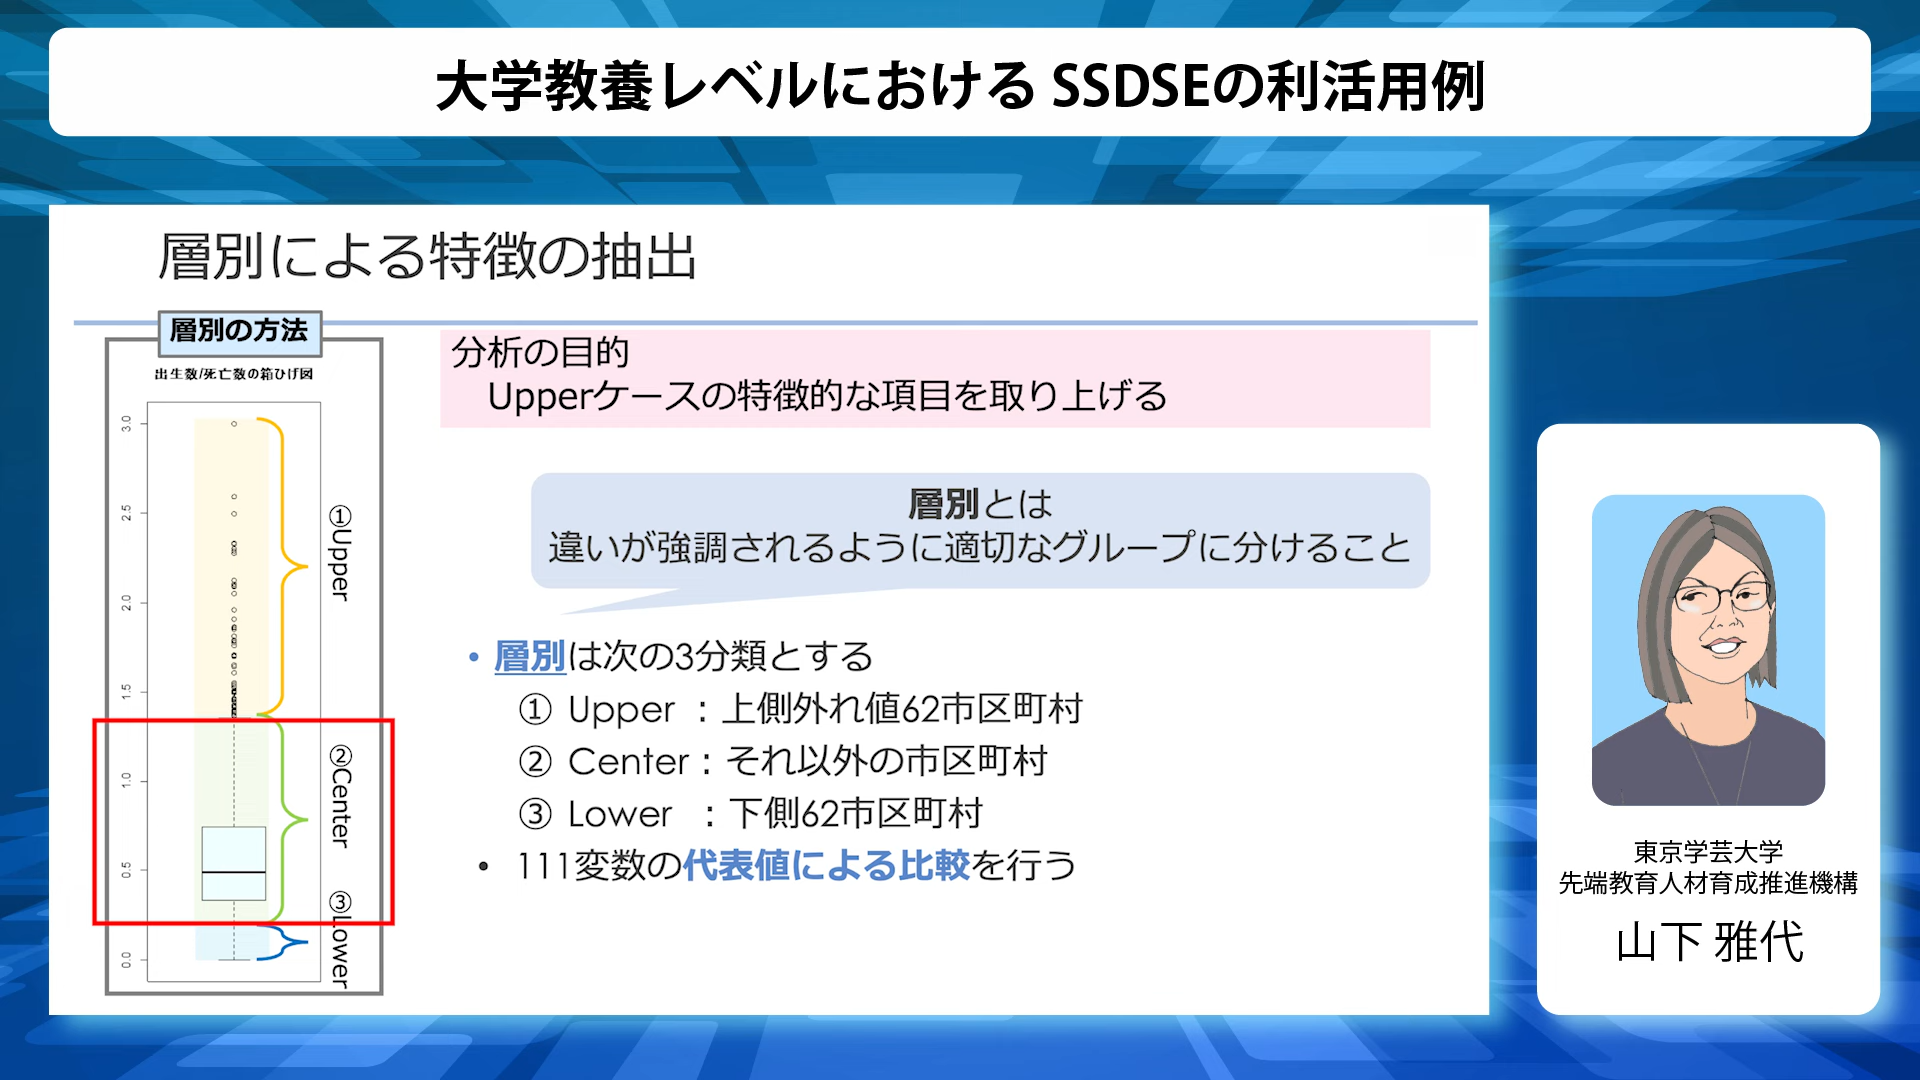 大学教養レベルにおける SSDSEの利活用例
層別による特徴の抽出
層別の方法
出生数/死亡数の箱ひげ図
3.0
2.5
2.0
1.5
1.0
0.5
0.0
①Upper
②Center
③Lower
分析の目的
Upperケースの特徴的な項目を取り上げる
層別とは
違いが強調されるように適切なグループに分けること
• 層別は次の3分類とする
① Upper ：上側外れ値62市区町村
② Center：それ以外の市区町村
③ Lower ：下側62市区町村
• 111変数の代表値による比較を行う
東京学芸大学
先端教育人材育成推進機構
山下 雅代